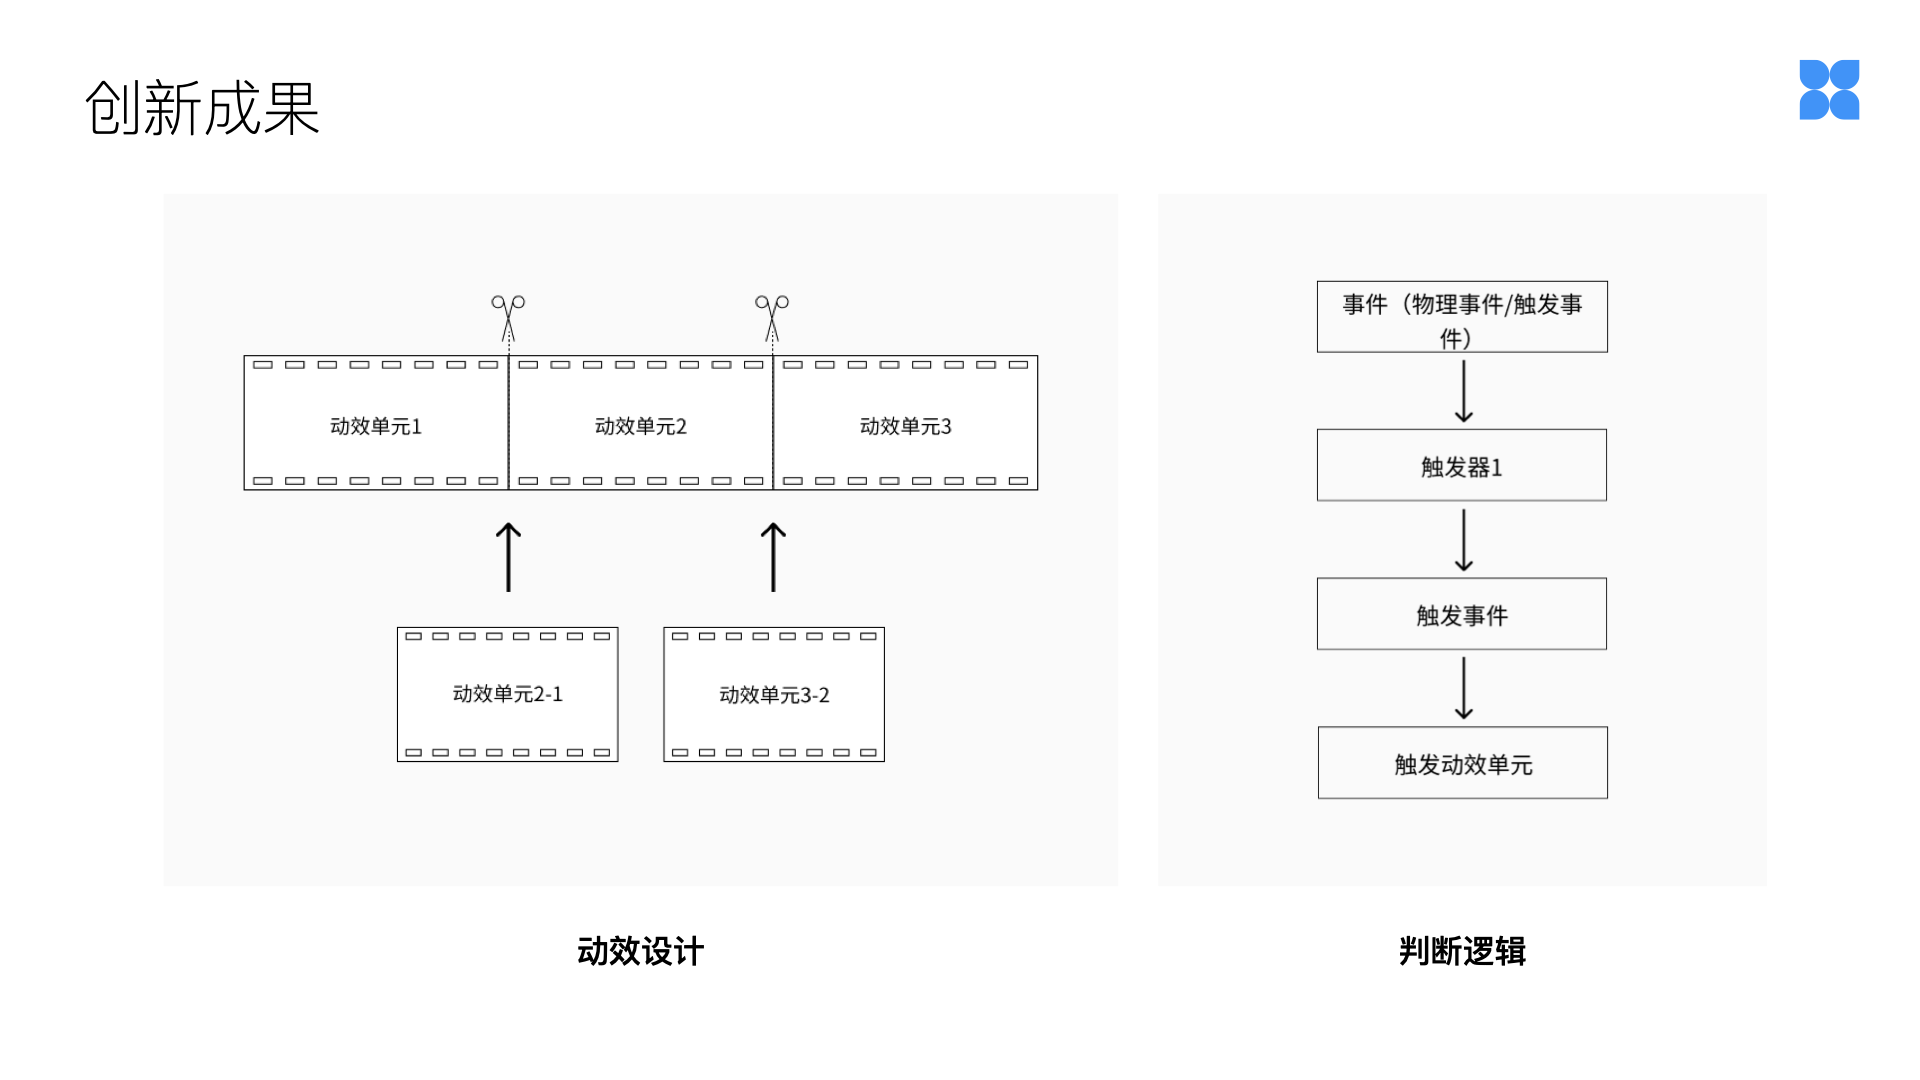 创新成果
动效单元1
动效单元2
动效单元3
动效单元2-1
动效单元3-2
动效设计
事件（物理事件/触发事
件）
触发器1
触发事件
触发动效单元
判断逻辑